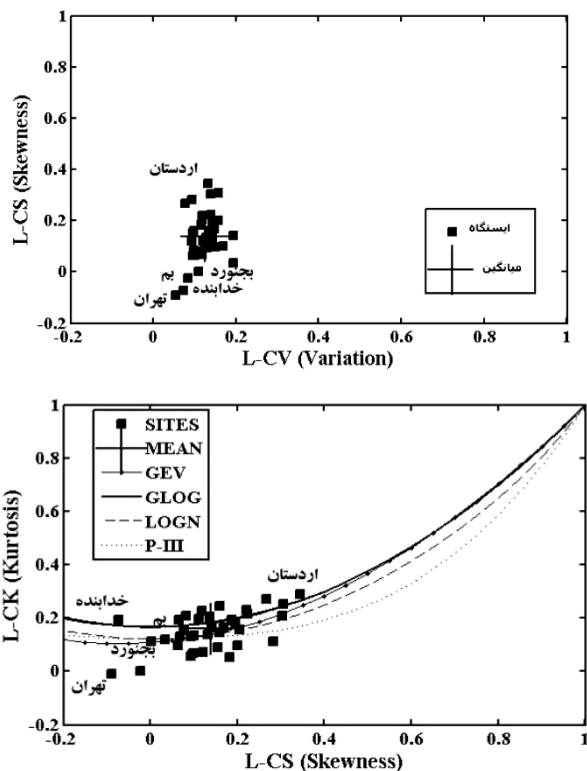 1
0.8
0.6
0.4
0.2
0
-0.2
L-CS (Skewness)
اردستان
بجنورد
بم
خدابنده
تهران
ایستگاه
میانگین
-0.2 0 0.2 0.4 0.6 0.8 1
L-CV (Variation)
1
0.8
0.6
0.4
0.2
0
-0.2
L-CK (Kurtosis)
SITES
MEAN
GEV
GLOG
LOGN
P-III
اردستان
خدابنده
بم
بجنورد
تهران
-0.2 0 0.2 0.4 0.6 0.8 1
L-CS (Skewness)